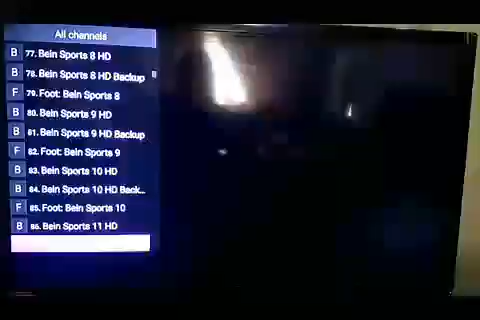 All channels
B 77. Bein Sports 8 HD
B 78. Bein Sports 8 HD Backup
F 79. Foot: Bein Sports 8
B 80. Bein Sports 9 HD
B 81. Bein Sports 9 HD Backup
F 82. Foot: Bein Sports 9
B 83. Bein Sports 10 HD
B 84. Bein Sports 10 HD Back...
F 85. Foot: Bein Sports 10
B 86. Bein Sports 11 HD